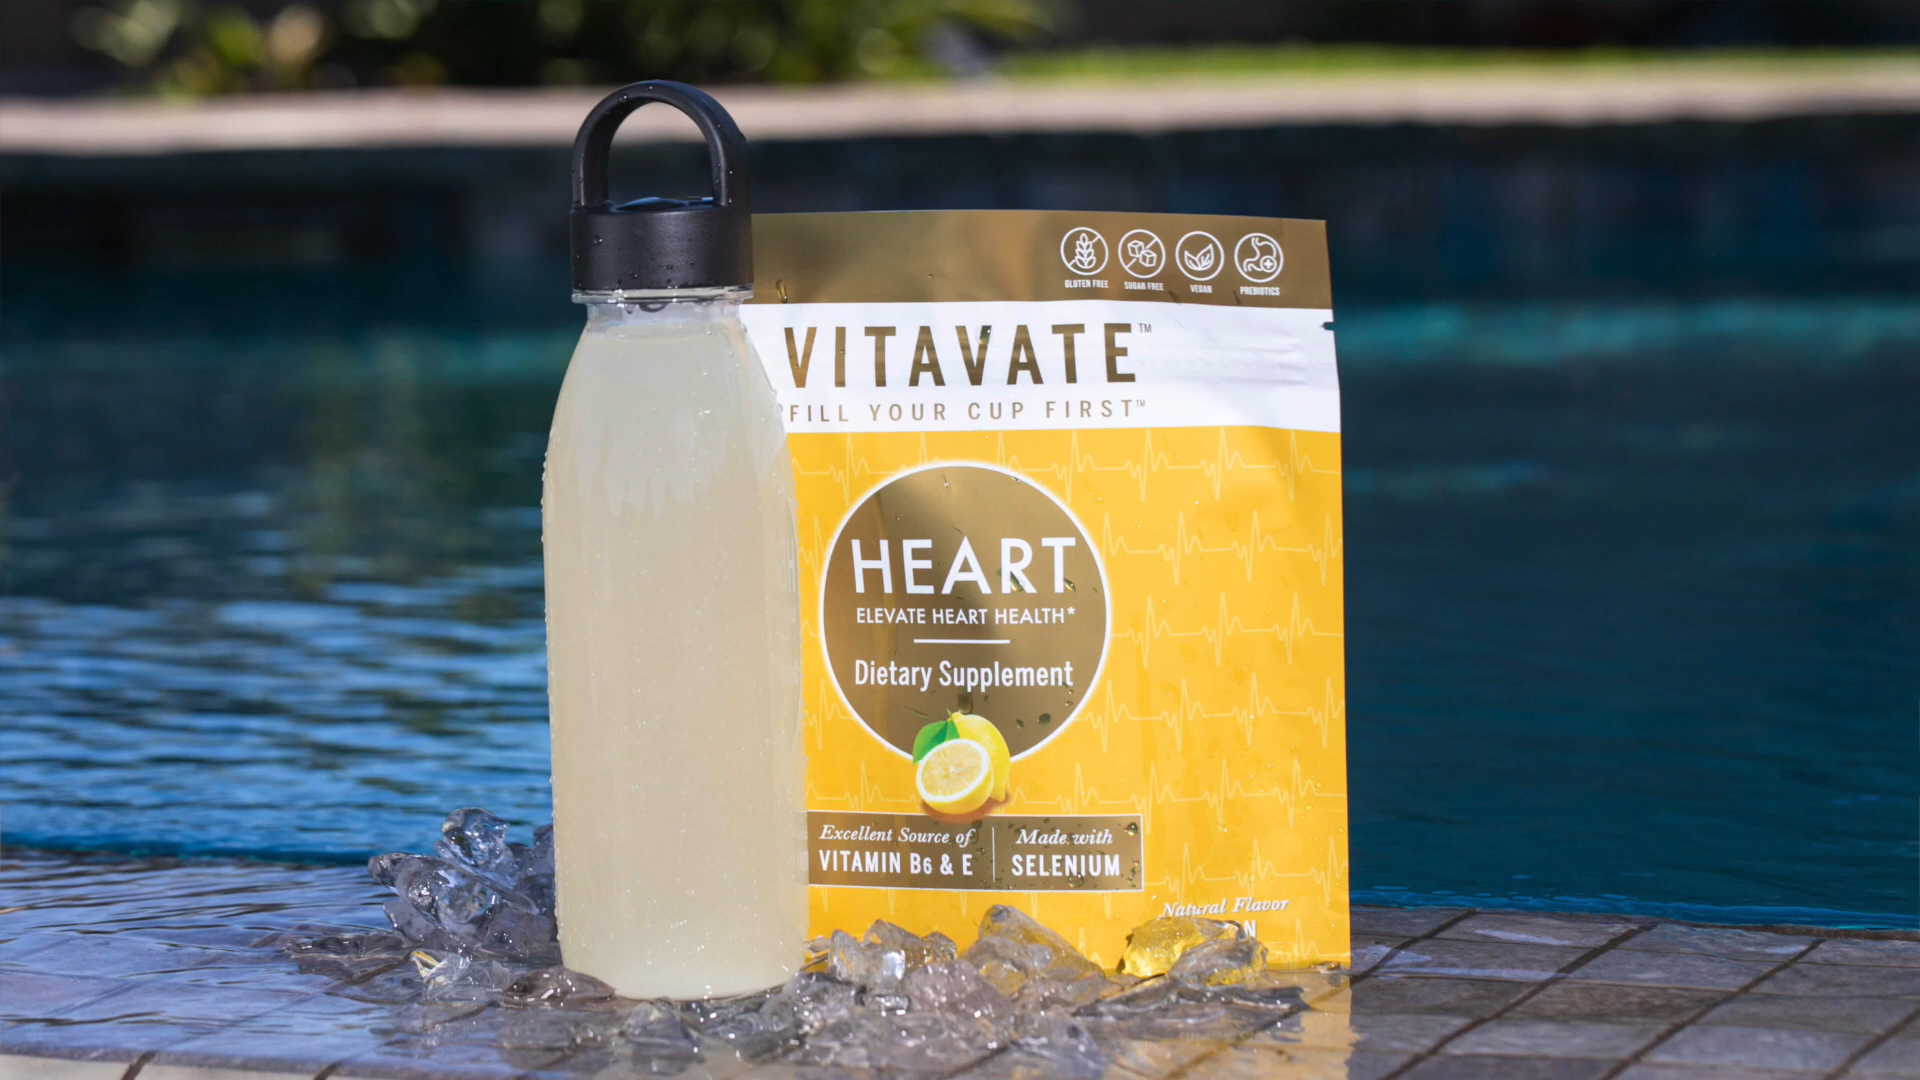 GLUTEN FREE
SUGAR FREE
VEGAN
PREBIOTICS
VITAVATE™
FILL YOUR CUP FIRST™
HEART
ELEVATE HEART HEALTH*
Dietary Supplement
Excellent Source of
VITAMIN B6 & E
Made with
SELENIUM
Natural Flavor